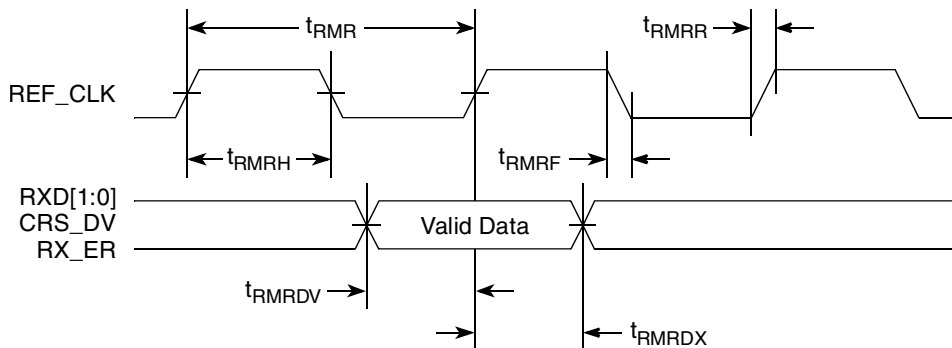 tRMR
tRMRR
REF_CLK
tRMRH
tRMRF
RXD[1:0]
CRS_DV
RX_ER
Valid Data
tRMRDV
tRMRDX